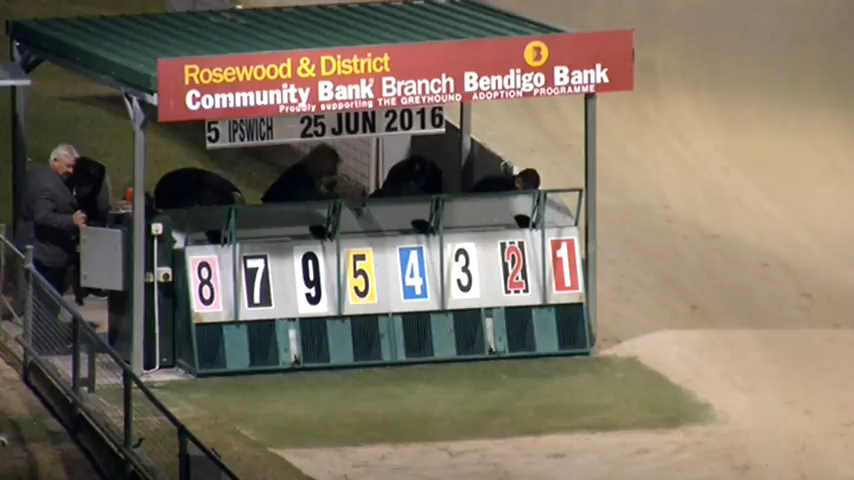 Rosewood & District
Community Bank® Branch Bendigo Bank
Proudly supporting THE GREYHOUND ADOPTION PROGRAMME
5 IPSWICH 25 JUN 2016
8 7 9 5 4 3 2 1